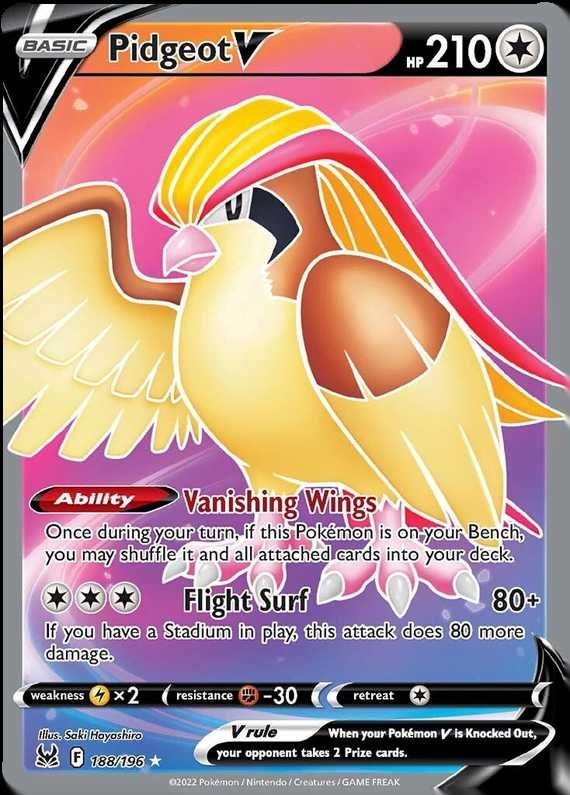 BASIC Pidgeot V HP 210
Ability Vanishing Wings
Once during your turn, if this Pokémon is on your Bench,
you may shuffle it and all attached cards into your deck.
Flight Surf 80+
If you have a Stadium in play, this attack does 80 more
damage.
weakness ×2 resistance -30 retreat
Illus. Saki Hayashiro
V rule When your Pokémon V is Knocked Out,
your opponent takes 2 Prize cards.
F 188/196 ★
©2022 Pokémon / Nintendo / Creatures / GAME FREAK